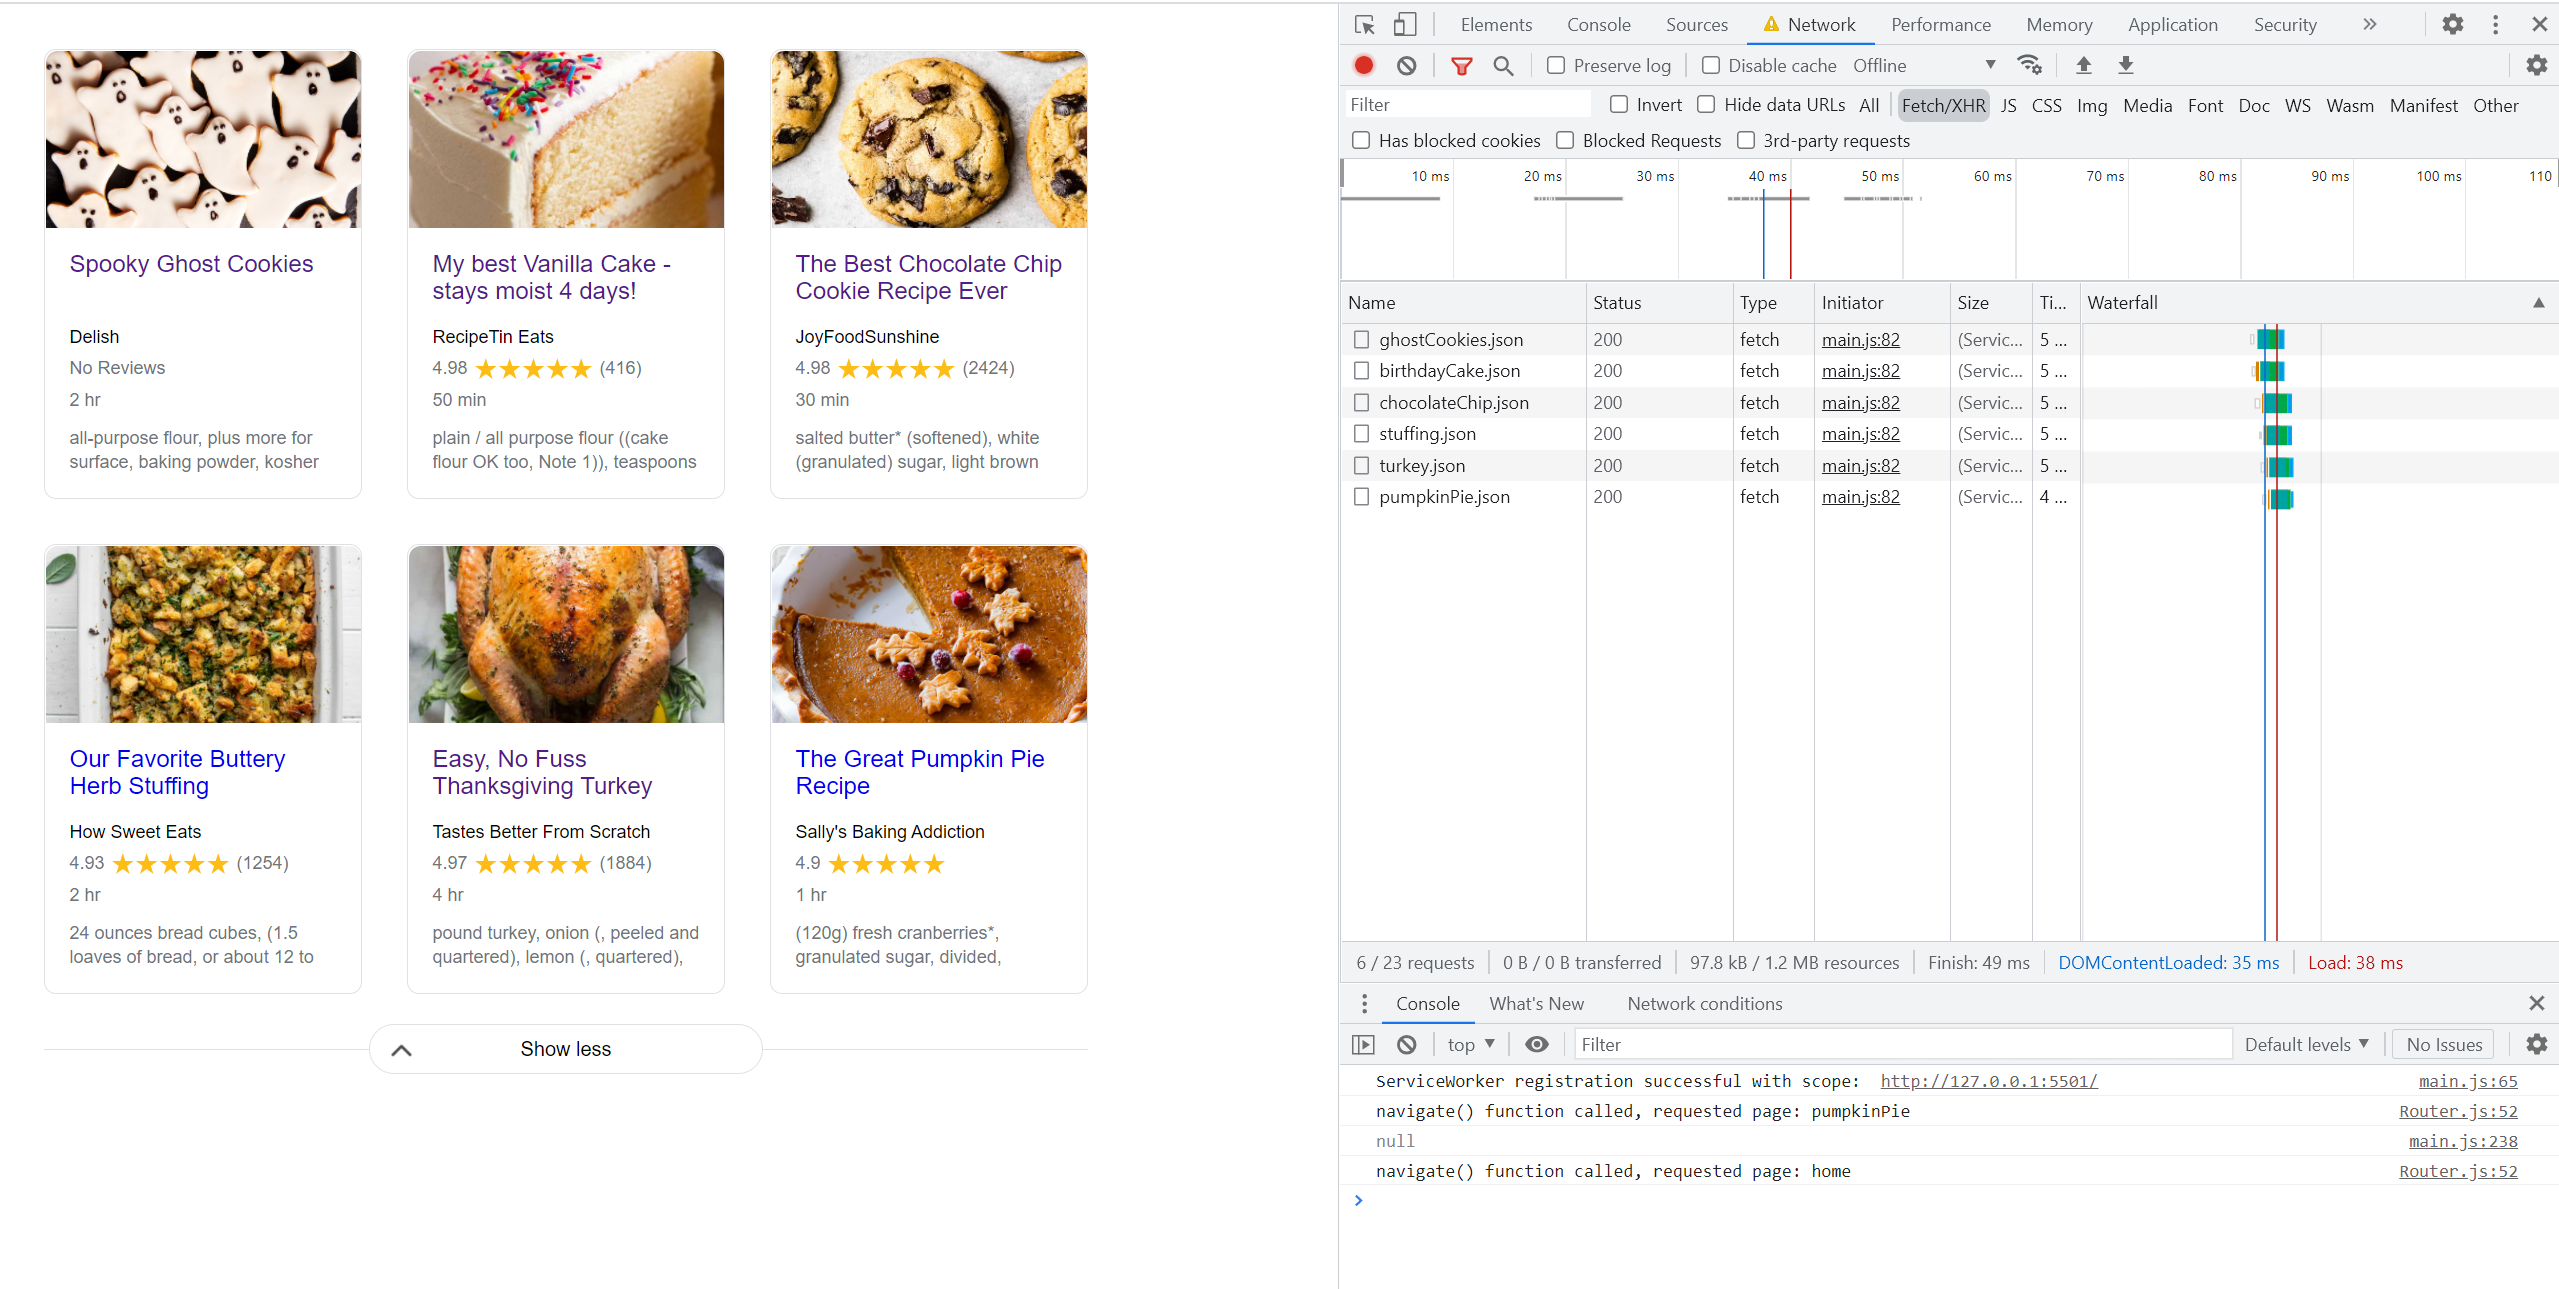 Spooky Ghost Cookies
Delish
No Reviews
2 hr
all-purpose flour, plus more for
surface, baking powder, kosher
My best Vanilla Cake -
stays moist 4 days!
RecipeTin Eats
4.98 ★★★★★ (416)
50 min
plain / all purpose flour ((cake
flour OK too, Note 1)), teaspoons
The Best Chocolate Chip
Cookie Recipe Ever
JoyFoodSunshine
4.98 ★★★★★ (2424)
30 min
salted butter* (softened), white
(granulated) sugar, light brown
Our Favorite Buttery
Herb Stuffing
How Sweet Eats
4.93 ★★★★★ (1254)
2 hr
24 ounces bread cubes, (1.5
loaves of bread, or about 12 to
Easy, No Fuss
Thanksgiving Turkey
Tastes Better From Scratch
4.97 ★★★★★ (1884)
4 hr
pound turkey, onion (, peeled and
quartered), lemon (, quartered),
The Great Pumpkin Pie
Recipe
Sally's Baking Addiction
4.9 ★★★★★
1 hr
(120g) fresh cranberries*,
granulated sugar, divided,
Show less
Elements Console Sources Network Performance Memory Application Security
Preserve log Disable cache Offline
Filter Invert Hide data URLs All Fetch/XHR JS CSS Img Media Font Doc WS Wasm Manifest Other
Has blocked cookies Blocked Requests 3rd-party requests
10 ms 20 ms 30 ms 40 ms 50 ms 60 ms 70 ms 80 ms 90 ms 100 ms 110
Name Status Type Initiator Size Ti... Waterfall
ghostCookies.json 200 fetch main.js:82 (Servic... 5 ...
birthdayCake.json 200 fetch main.js:82 (Servic... 5 ...
chocolateChip.json 200 fetch main.js:82 (Servic... 5 ...
stuffing.json 200 fetch main.js:82 (Servic... 5 ...
turkey.json 200 fetch main.js:82 (Servic... 5 ...
pumpkinPie.json 200 fetch main.js:82 (Servic... 4 ...
6 / 23 requests 0 B / 0 B transferred 97.8 kB / 1.2 MB resources Finish: 49 ms DOMContentLoaded: 35 ms Load: 38 ms
Console What's New Network conditions
top Filter Default levels No Issues
ServiceWorker registration successful with scope: http://127.0.0.1:5501/ main.js:65
navigate() function called, requested page: pumpkinPie Router.js:52
null main.js:238
navigate() function called, requested page: home Router.js:52